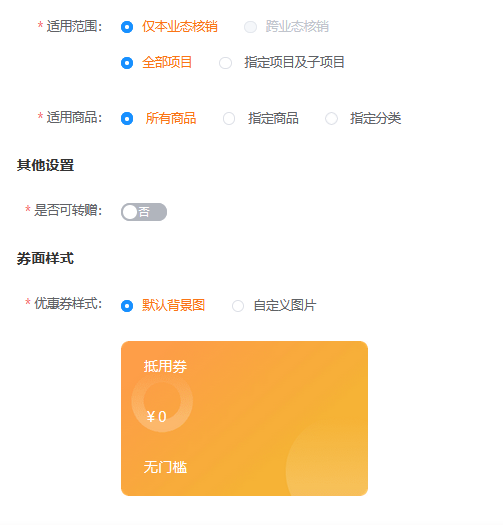 * 适用范围: 仅本业态核销 跨业态核销
全部项目 指定项目及子项目
* 适用商品: 所有商品 指定商品 指定分类
其他设置
* 是否可转赠: 否
券面样式
* 优惠券样式: 默认背景图 自定义图片
抵用券
¥0
无门槛